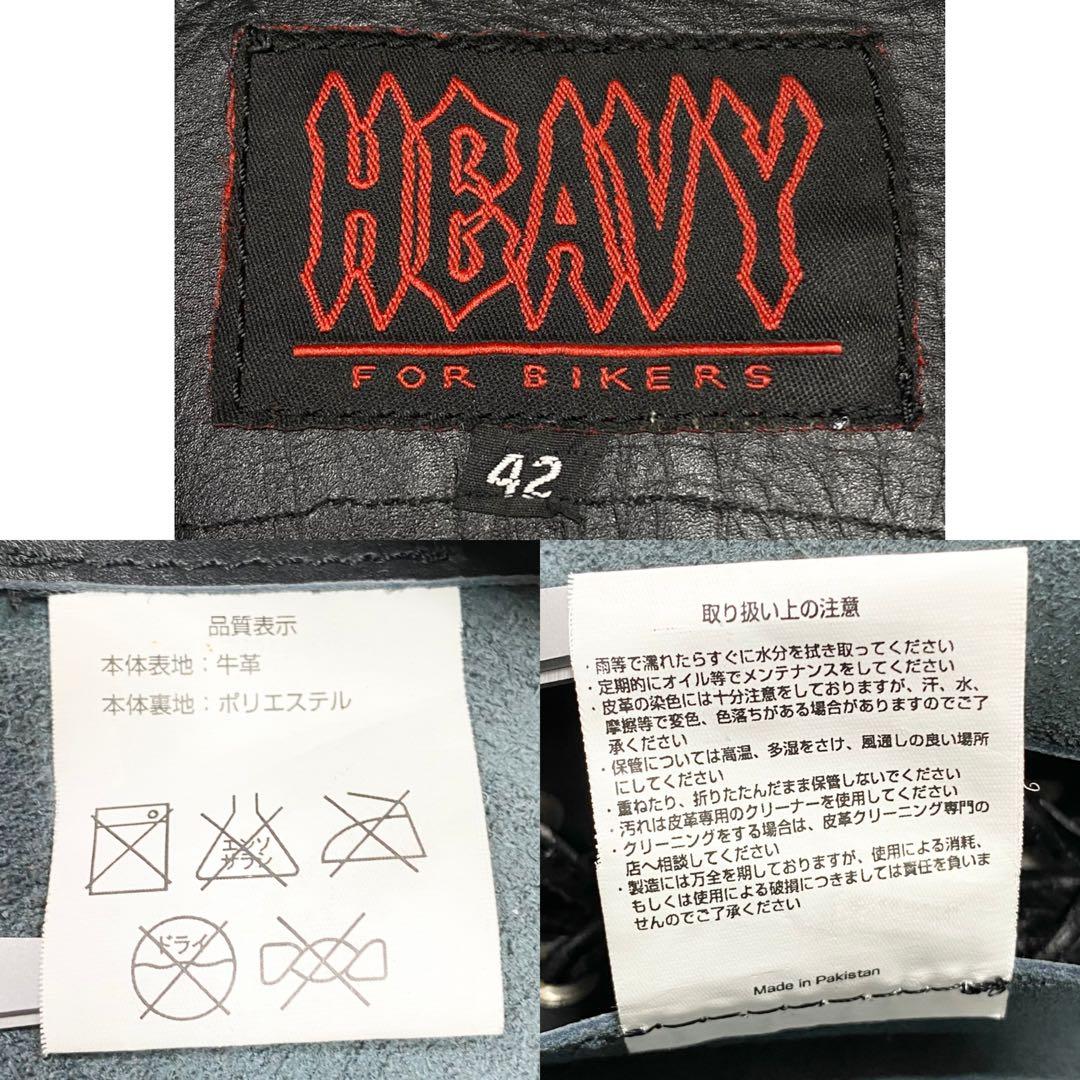 HEAVY
FOR BIKERS
42
品質表示
本体表地：牛革
本体裏地：ポリエステル
エンソ
サラシ
ドライ
取り扱い上の注意
・雨等で濡れたらすぐに水分を拭き取ってください
・定期的にオイル等でメンテナンスをしてください
・皮革の染色には十分注意をしておりますが、汗、水、
摩擦等で変色、色落ちがある場合がありますのでご了
承ください
・保管については高温、多湿をさけ、風通しの良い場所
にしてください
・重ねたり、折りたたんだまま保管しないでください
・汚れは皮革専用のクリーナーを使用してください
・クリーニングをする場合は、皮革クリーニング専門の
店へ相談してください
・製造には万全を期しておりますが、使用による消耗、
もしくは使用による破損につきましては責任を負いま
せんのでご了承ください
Made in Pakistan